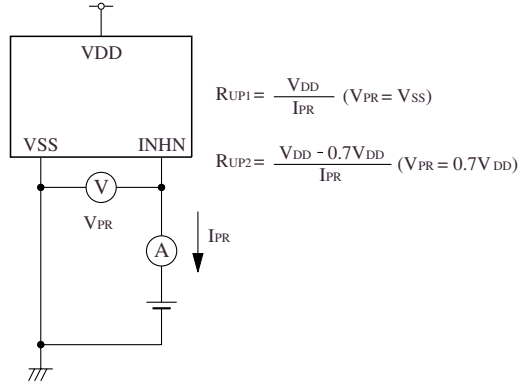 VDD
VSS INHN
V
VPR
A
IPR
RUP1 = VDD / IPR (VPR = VSS)
RUP2 = VDD - 0.7VDD / IPR (VPR = 0.7VDD)